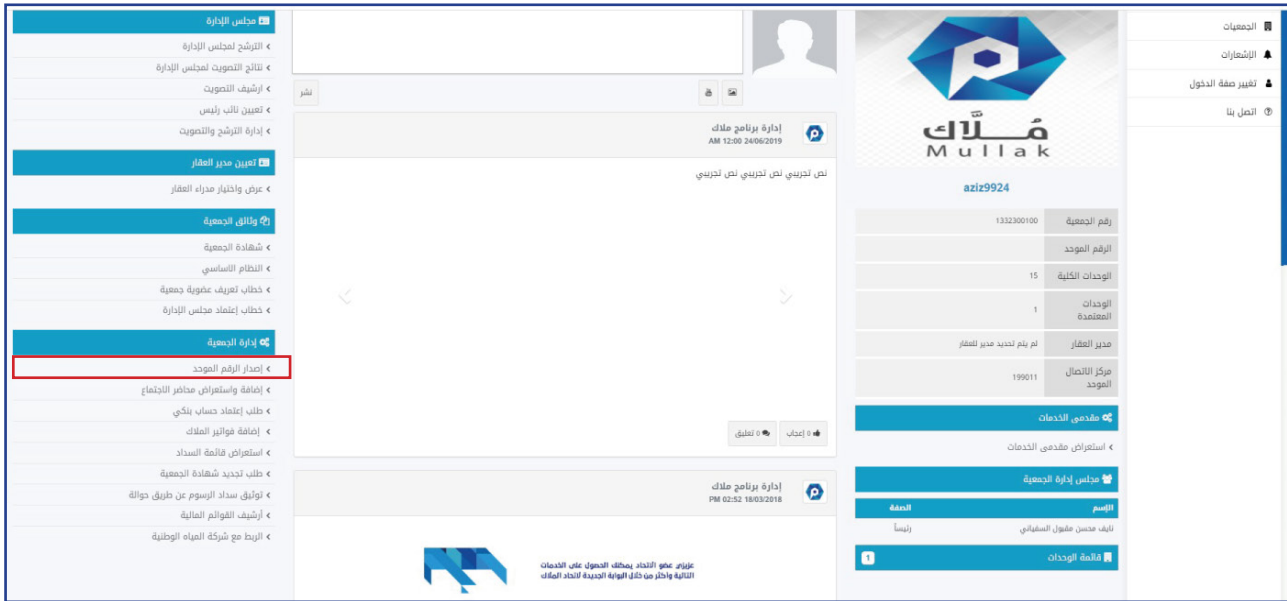 الجمعيات
الإشعارات
تغيير صفة الدخول
اتصل بنا
مُلَّاك
Mullak
aziz9924
رقم الجمعية 1332300100
الرقم الموحد
الوحدات الكلية 15
الوحدات
المعتمدة 1
مدير العقار لم يتم تحديد مدير للعقار
مركز الاتصال
الموحد 199011
مقدمي الخدمات
استعراض مقدمي الخدمات
مجلس إدارة الجمعية
الإسم الصفة
نايف محسن مقبول السفياني رئيساً
قائمة الوحدات 1
نشر
إدارة برنامج ملاك
24/06/2019 12:00 AM
نص تجريبي نص تجريبي نص تجريبي
0 إعجاب 0 تعليق
إدارة برنامج ملاك
18/03/2018 02:52 PM
عزيزي عضو الاتحاد يمكنك الحصول على الخدمات
التالية وأكثر من خلال البوابة الجديدة لاتحاد الملاك
مجلس الإدارة
الترشح لمجلس الإدارة
نتائج التصويت لمجلس الإدارة
ارشيف التصويت
تعيين نائب رئيس
إدارة الترشح والتصويت
تعيين مدير العقار
عرض واختيار مدراء العقار
وثائق الجمعية
شهادة الجمعية
النظام الاساسي
خطاب تعريف عضوية جمعية
خطاب إعتماد مجلس الإدارة
إدارة الجمعية
إصدار الرقم الموحد
إضافة واستعراض محاضر الاجتماع
طلب إعتماد حساب بنكي
إضافة فواتير الملاك
استعراض قائمة السداد
طلب تجديد شهادة الجمعية
توثيق سداد الرسوم عن طريق حوالة
أرشيف القوائم المالية
الربط مع شركة المياه الوطنية